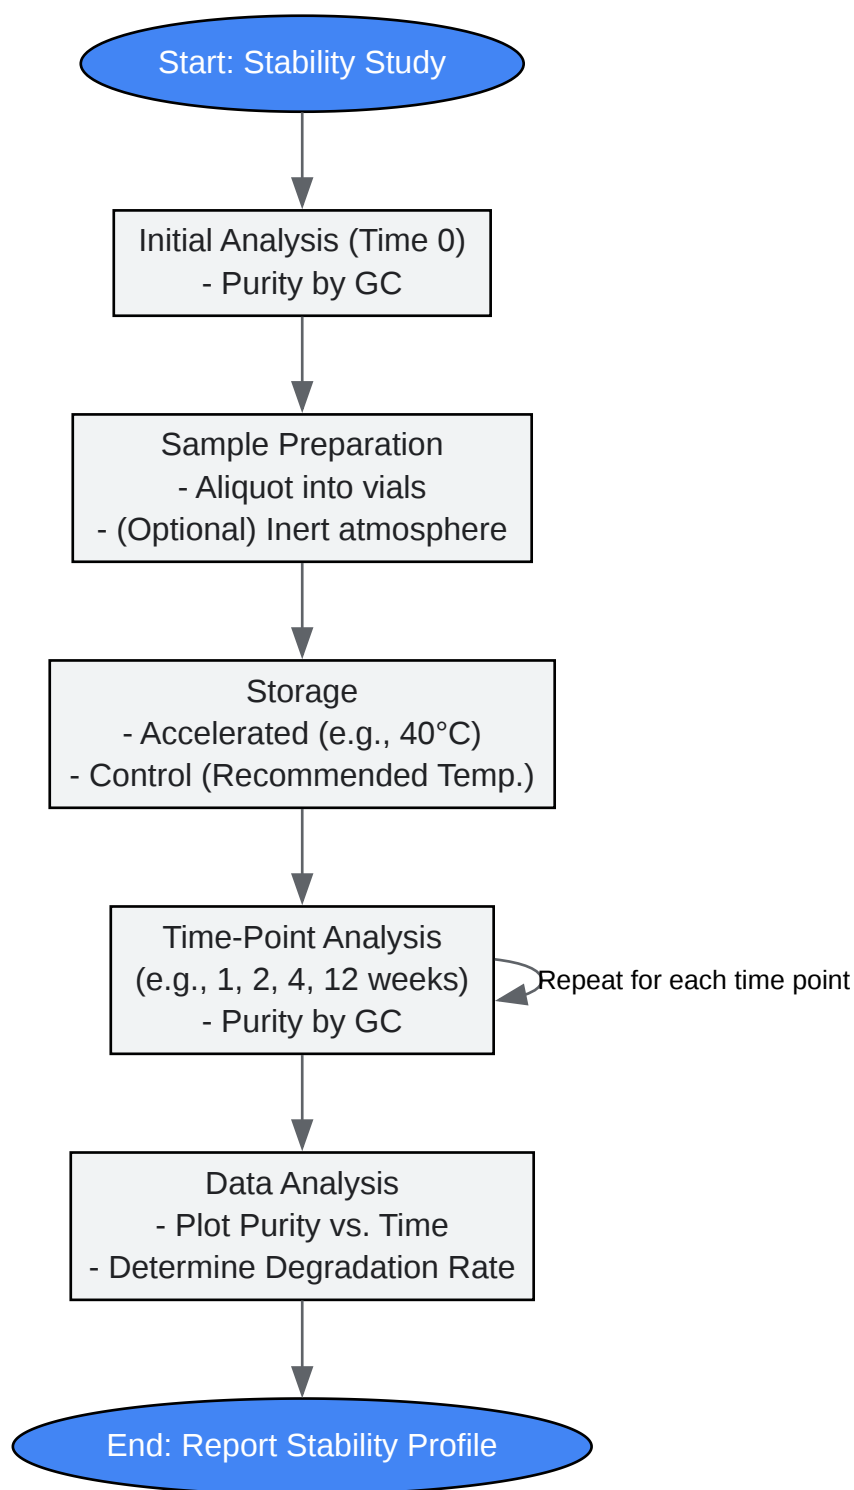 Start: Stability Study
Initial Analysis (Time 0)
- Purity by GC
Sample Preparation
- Aliquot into vials
- (Optional) Inert atmosphere
Storage
- Accelerated (e.g., 40°C)
- Control (Recommended Temp.)
Time-Point Analysis
(e.g., 1, 2, 4, 12 weeks)
- Purity by GC
Repeat for each time point
Data Analysis
- Plot Purity vs. Time
- Determine Degradation Rate
End: Report Stability Profile